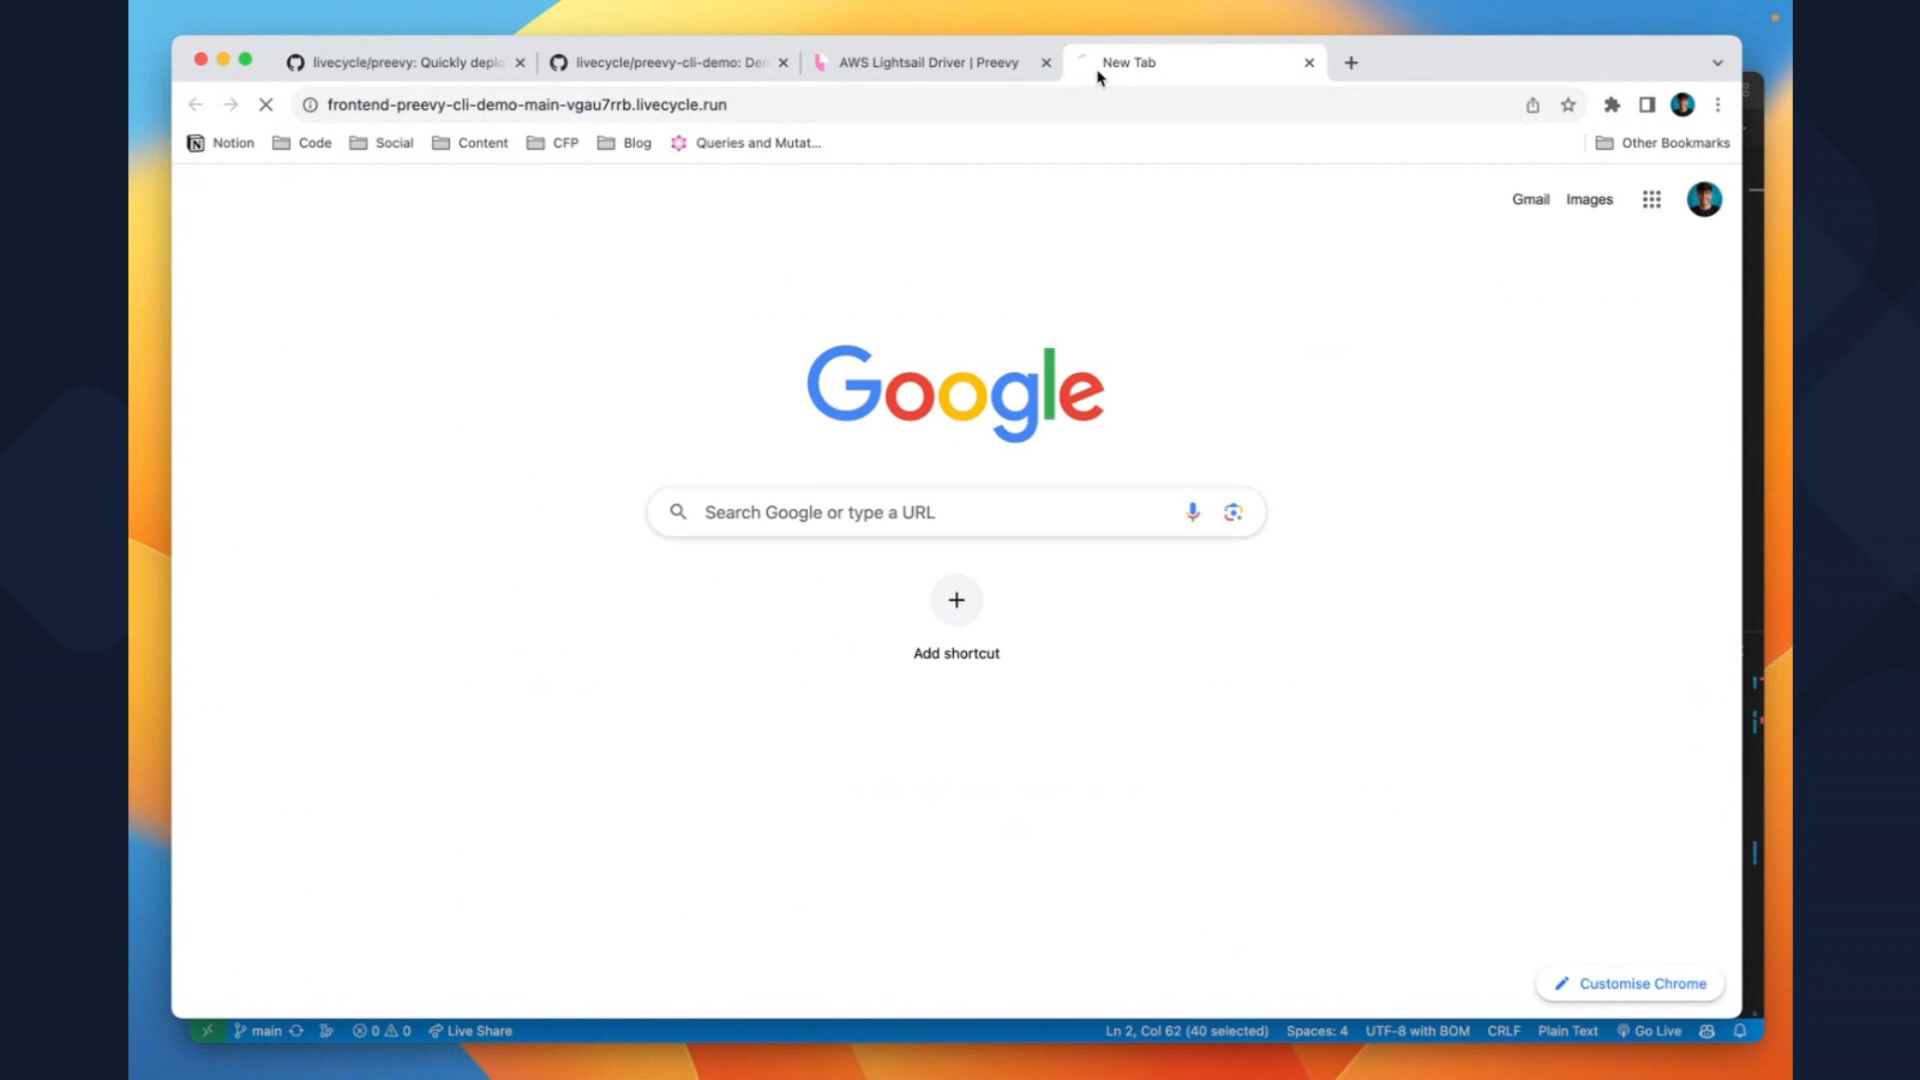 livecycle/preevy: Quickly deplo
livecycle/preevy-cli-demo: Den
AWS Lightsail Driver | Preevy
New Tab
frontend-preevy-cli-demo-main-vgau7rrb.livecycle.run
Notion
Code
Social
Content
CFP
Blog
Queries and Mutat...
Other Bookmarks
Gmail
Images
Google
Search Google or type a URL
Add shortcut
Customise Chrome
main
0
0
Live Share
Ln 2, Col 62 (40 selected)
Spaces: 4
UTF-8 with BOM
CRLF
Plain Text
Go Live